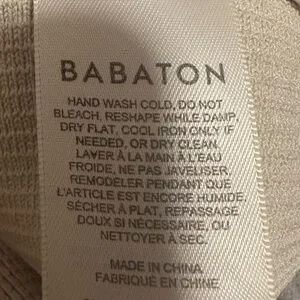 BABATON
HAND WASH COLD, DO NOT
BLEACH, RESHAPE WHILE DAMP,
DRY FLAT, COOL IRON ONLY IF
NEEDED, OR DRY CLEAN.
LAVER À LA MAIN À L'EAU
FROIDE, NE PAS JAVELISER,
REMODELER PENDANT QUE
L'ARTICLE EST ENCORE HUMIDE,
SÉCHER À PLAT, REPASSAGE
DOUX SI NÉCESSAIRE, OU
NETTOYER À SEC.
MADE IN CHINA
FABRIQUÉ EN CHINE